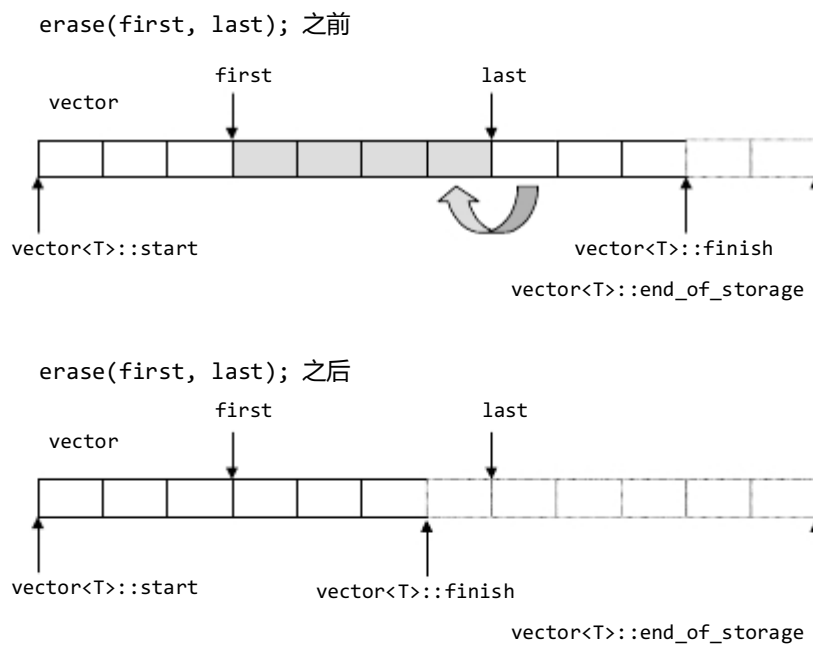 erase(first, last); 之前
first last
vector
vector<T>::start vector<T>::finish
vector<T>::end_of_storage
erase(first, last); 之后
first last
vector
vector<T>::start vector<T>::finish
vector<T>::end_of_storage